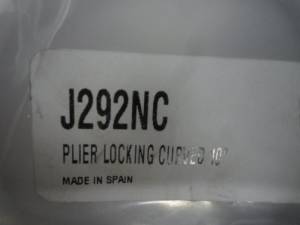 J292NC
PLIER LOCKING CURVED 10"
MADE IN SPAIN